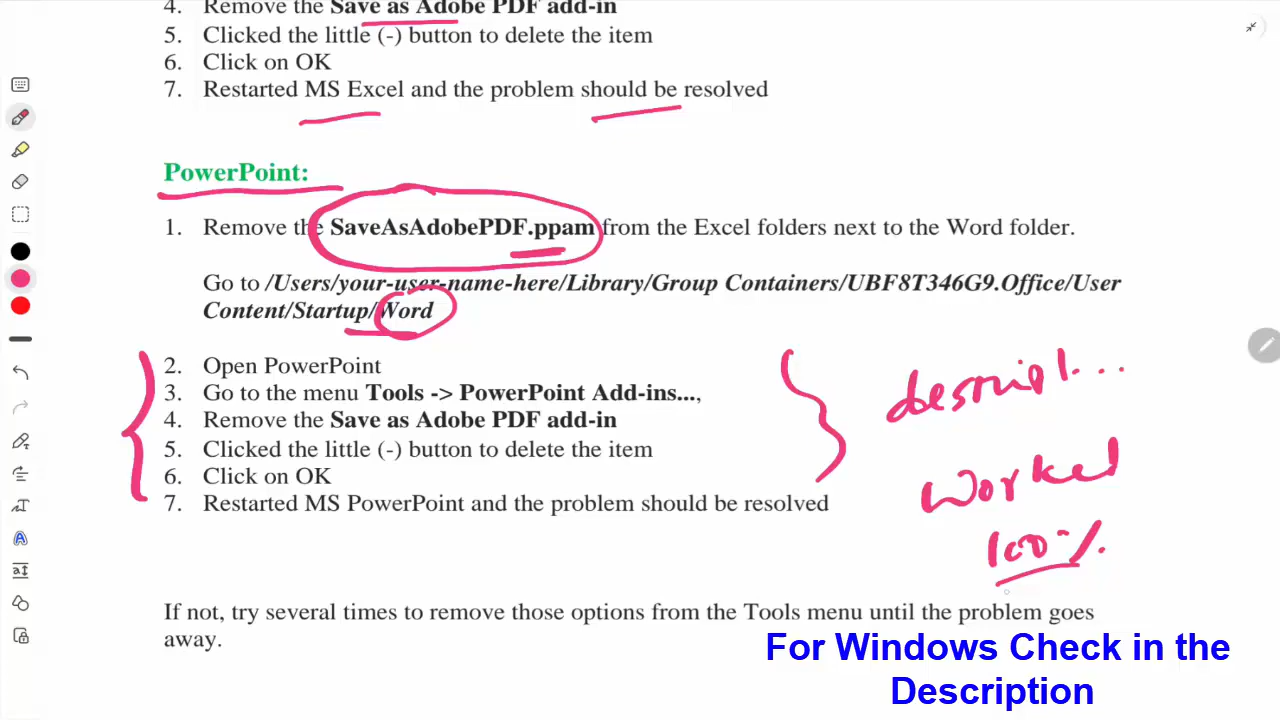 4. Remove the Save as Adobe PDF add-in
5. Clicked the little (-) button to delete the item
6. Click on OK
7. Restarted MS Excel and the problem should be resolved
PowerPoint:
1. Remove the SaveAsAdobePDF.ppam from the Excel folders next to the Word folder.
Go to /Users/your-user-name-here/Library/Group Containers/UBF8T346G9.Office/User
Content/Startup/Word
2. Open PowerPoint
3. Go to the menu Tools -> PowerPoint Add-ins...,
4. Remove the Save as Adobe PDF add-in
5. Clicked the little (-) button to delete the item
6. Click on OK
7. Restarted MS PowerPoint and the problem should be resolved
descript...
worked
100%
If not, try several times to remove those options from the Tools menu until the problem goes
away.
For Windows Check in the
Description